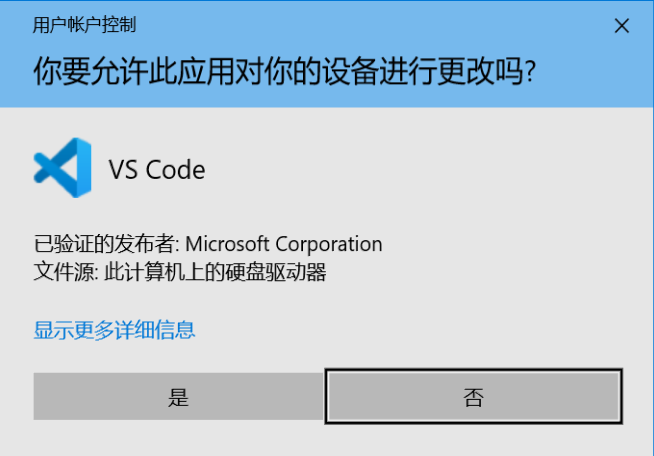 用户帐户控制
你要允许此应用对你的设备进行更改吗?
VS Code
已验证的发布者: Microsoft Corporation
文件源: 此计算机上的硬盘驱动器
显示更多详细信息
是
否